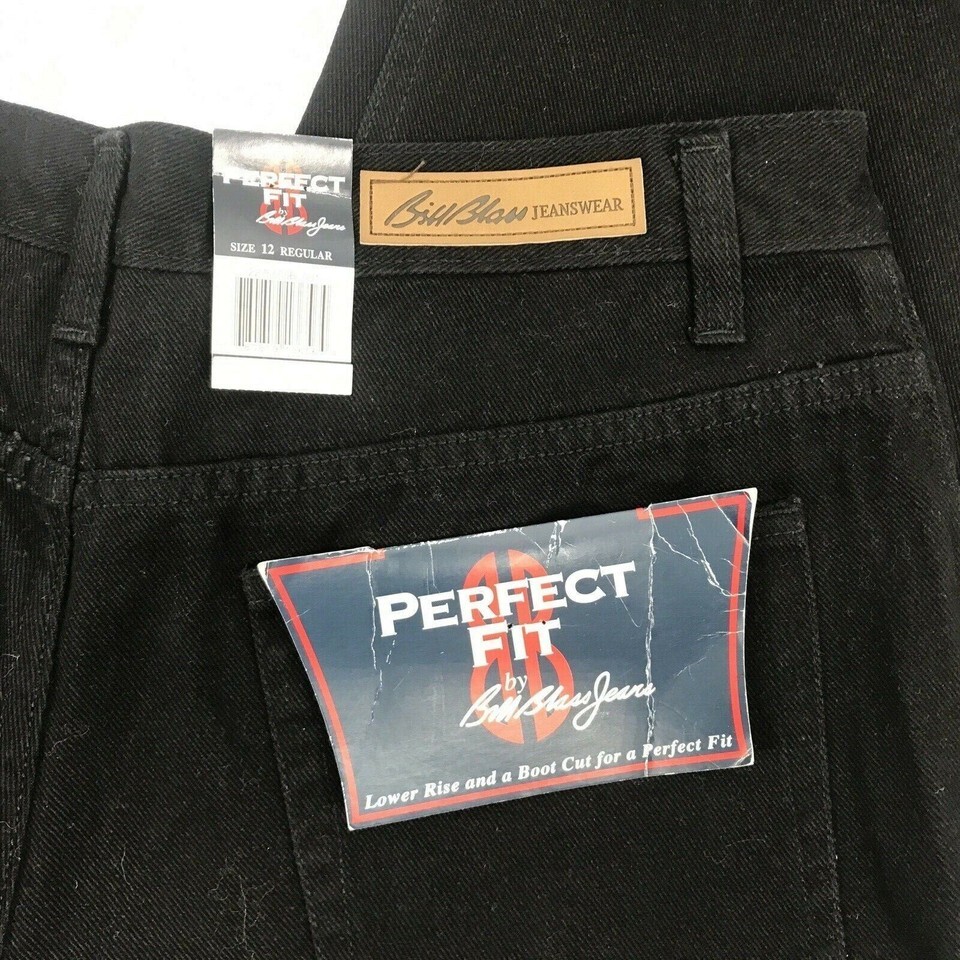 PERFECT
FIT
by
Bill Blass Jeans
SIZE 12 REGULAR
Bill Blass JEANSWEAR
PERFECT
FIT
by
Bill Blass Jeans
Lower Rise and a Boot Cut for a Perfect Fit